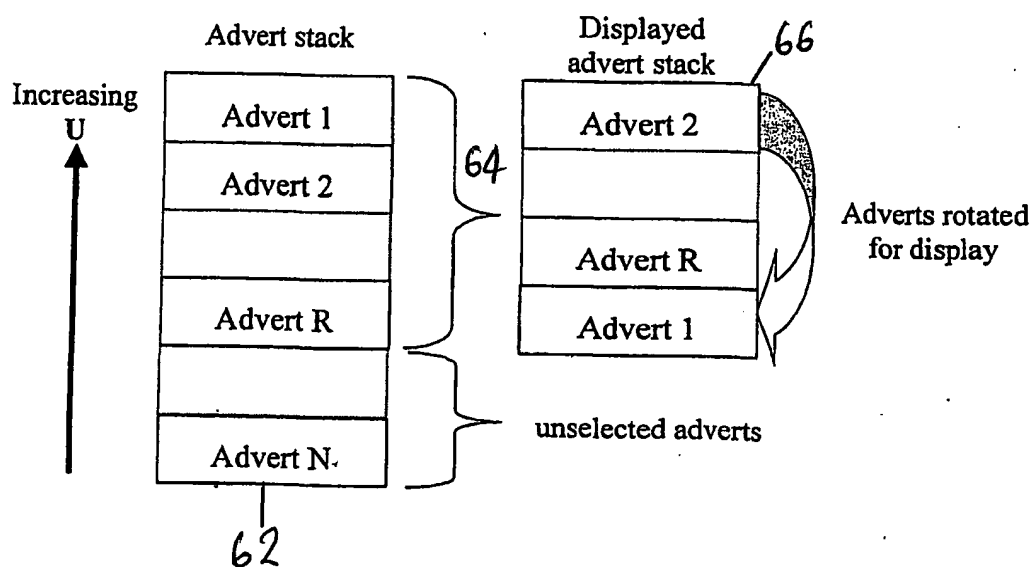 Advert stack
Increasing
U
Advert 1
Advert 2
Advert R
Advert N
62
64
unselected adverts
Displayed
advert stack
66
Advert 2
Advert R
Advert 1
Adverts rotated
for display